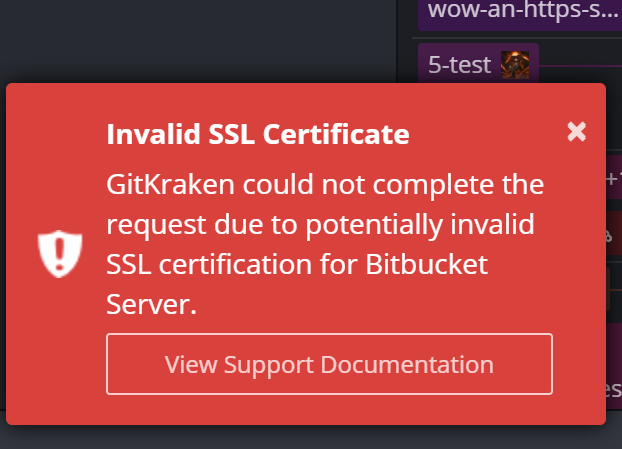 wow-an-https-s...
5-test
Invalid SSL Certificate
GitKraken could not complete the
request due to potentially invalid
SSL certification for Bitbucket
Server.
View Support Documentation